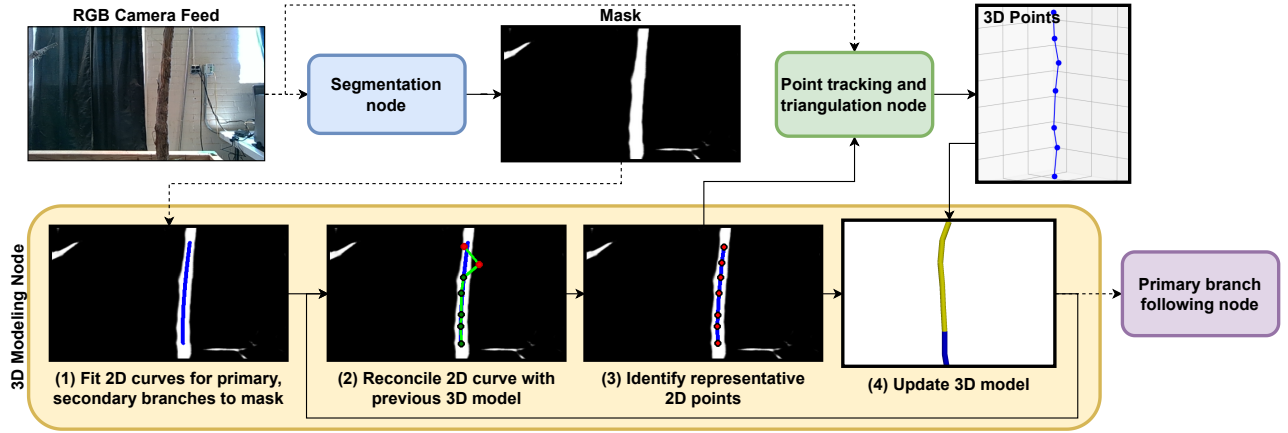 RGB Camera Feed
Mask
3D Points
Segmentation
node
Point tracking and
triangulation node
3D Modeling Node
Primary branch
following node
(1) Fit 2D curves for primary,
secondary branches to mask
(2) Reconcile 2D curve with
previous 3D model
(3) Identify representative
2D points
(4) Update 3D model